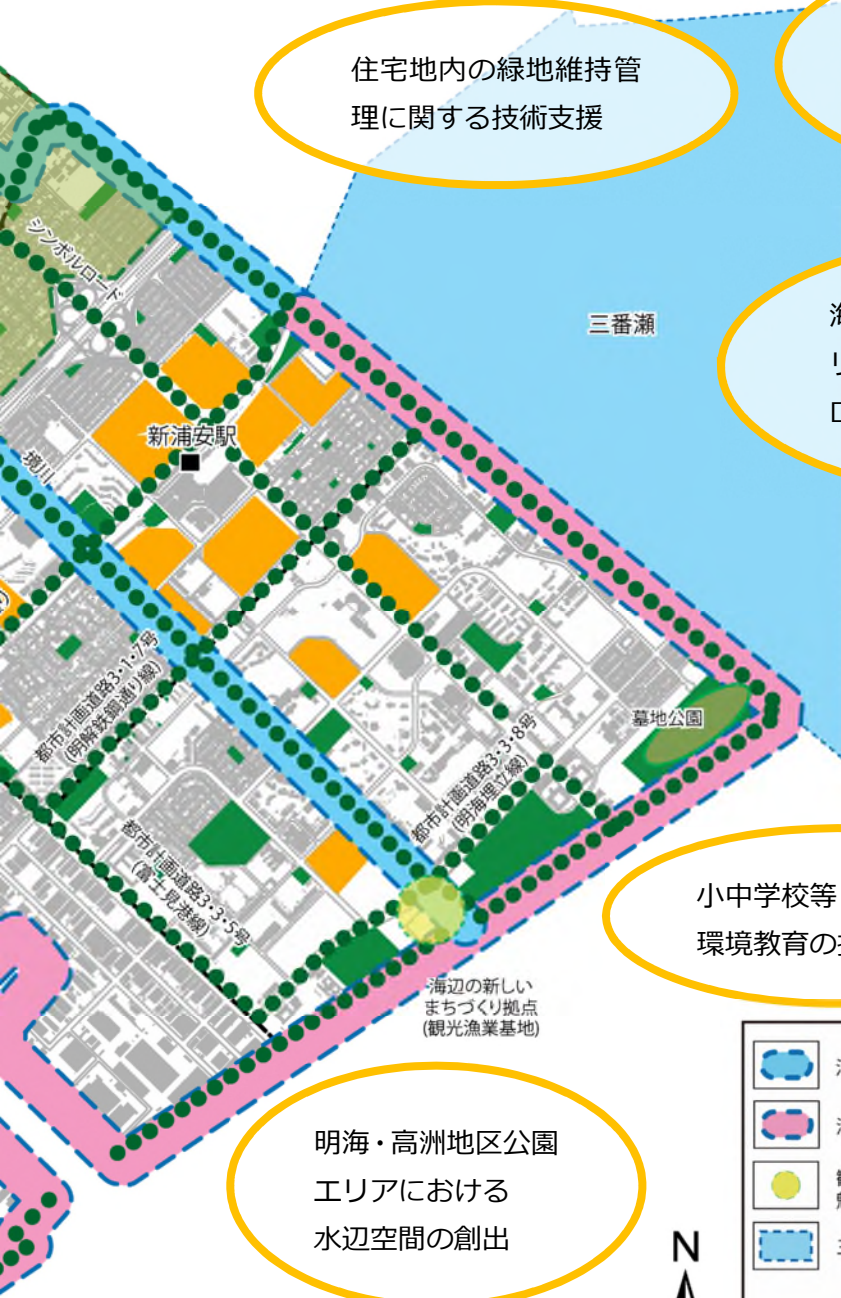 住宅地内の緑地維持管
理に関する技術支援
シンボルロード
三番瀬
新浦安駅
境川
都市計画道路3・1・7号
(明解鉄鋼通り線)
墓地公園
都市計画道路3・3・8号
(明海埋立線)
都市計画道路3・3・5号
(富士見港線)
小中学校等
環境教育の
海辺の新しい
まちづくり拠点
(観光漁業基地)
明海・高洲地区公園
エリアにおける
水辺空間の創出
N